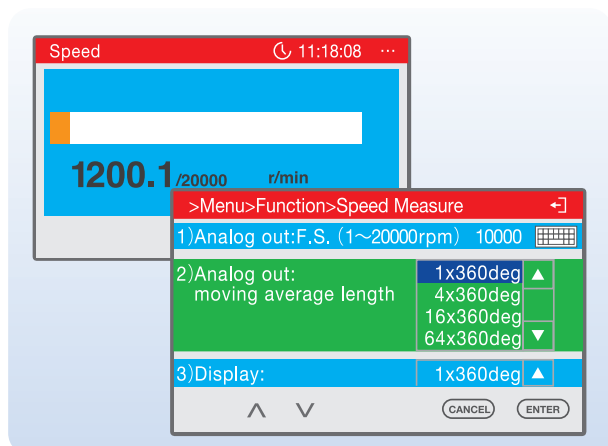 Speed 11:18:08 ...
1200.1/20000 r/min
>Menu>Function>Speed Measure
1)Analog out:F.S. (1~20000rpm) 10000
2)Analog out: 1x360deg
moving average length 4x360deg
16x360deg
64x360deg
3)Display: 1x360deg
CANCEL ENTER